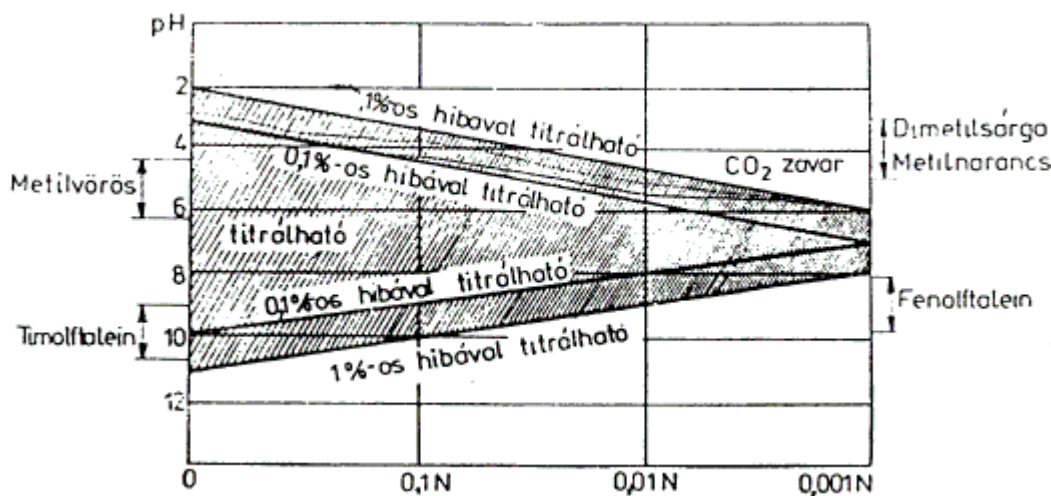 pH
2
4
6
8
10
12
1%-os hibával titrálható
0,1%-os hibával titrálható
titrálható
0,1%-os hibával titrálható
1%-os hibával titrálható
CO₂ zavar
Metilvörös
Timolftalein
Dimetilsárga
Metilnarancs
Fenolftalein
0
0,1N
0,01N
0,001N